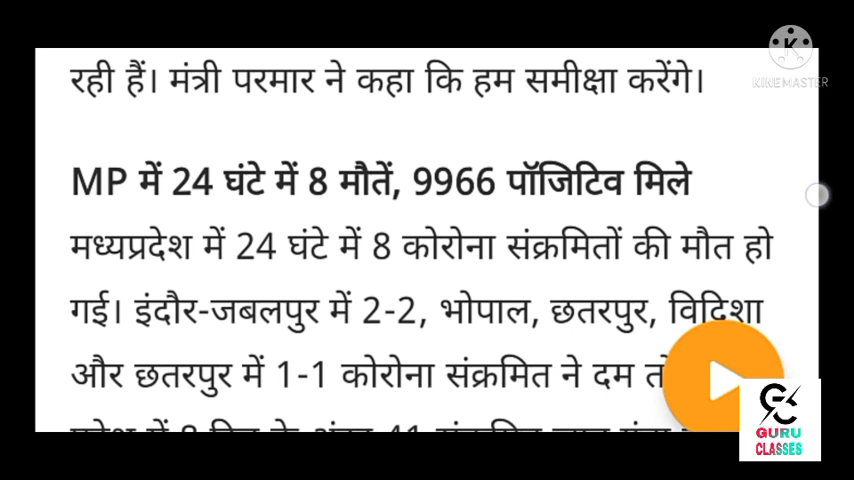 रही हैं। मंत्री परमार ने कहा कि हम समीक्षा करेंगे।
KINEMASTER
MP में 24 घंटे में 8 मौतें, 9966 पॉजिटिव मिले
मध्यप्रदेश में 24 घंटे में 8 कोरोना संक्रमितों की मौत हो
गई। इंदौर-जबलपुर में 2-2, भोपाल, छतरपुर, विदिशा
और छतरपुर में 1-1 कोरोना संक्रमित ने दम
GURU
CLASSES